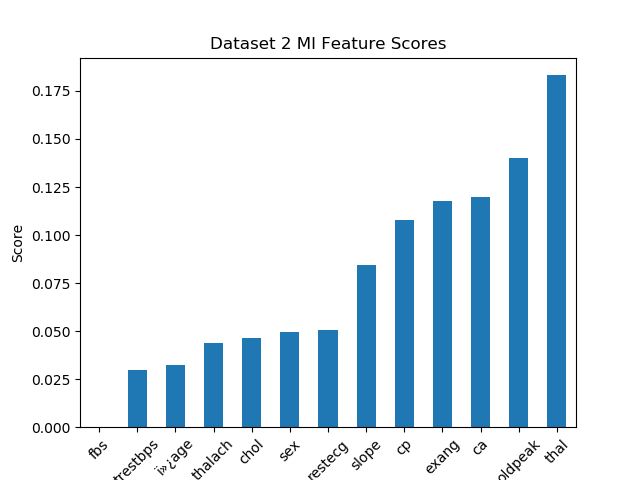 Dataset 2 MI Feature Scores
Score
0.175
0.150
0.125
0.100
0.075
0.050
0.025
0.000
fbs
trestbps
ï»¿age
thalach
chol
sex
restecg
slope
cp
exang
ca
oldpeak
thal